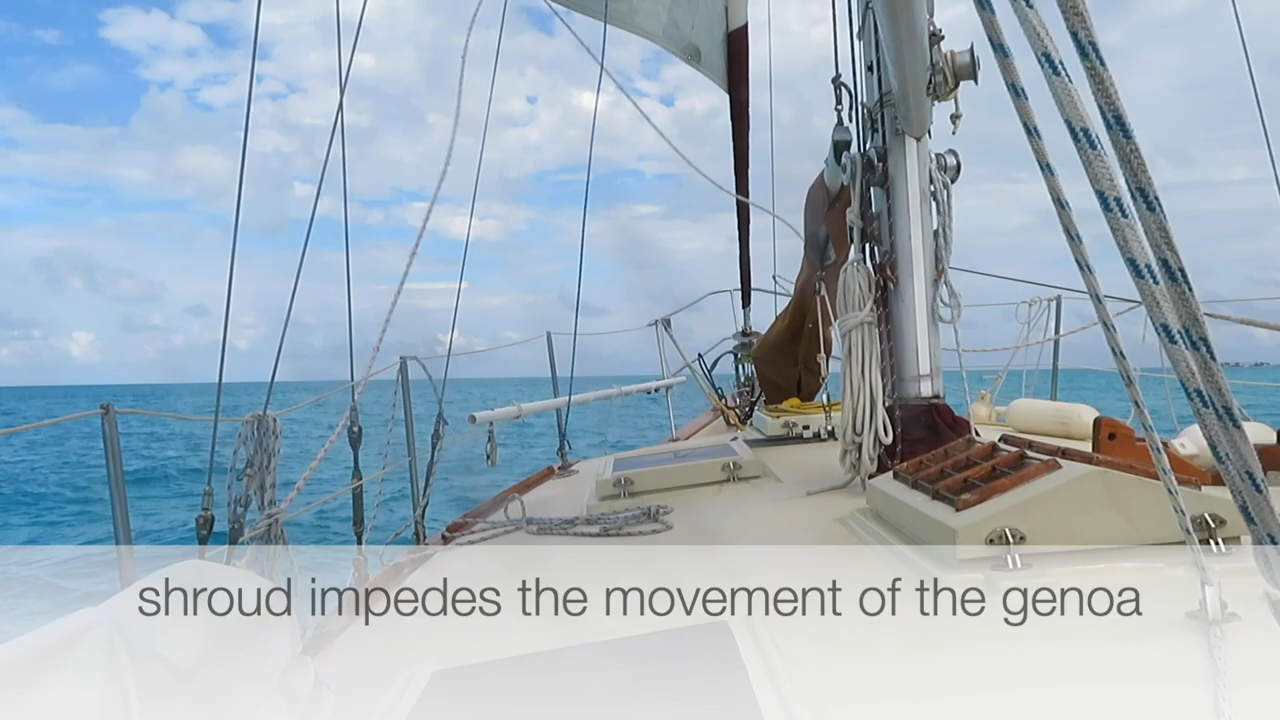 shroud impedes the movement of the genoa